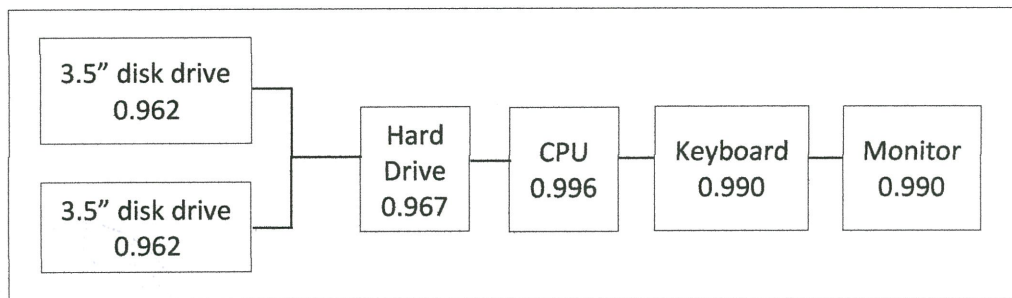 3.5” disk drive
0.962
3.5” disk drive
0.962
Hard
Drive
0.967
CPU
0.996
Keyboard
0.990
Monitor
0.990